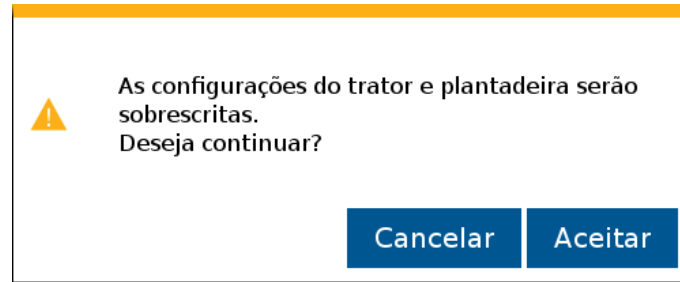 As configurações do trator e plantadeira serão
sobrescritas.
Deseja continuar?
Cancelar
Aceitar